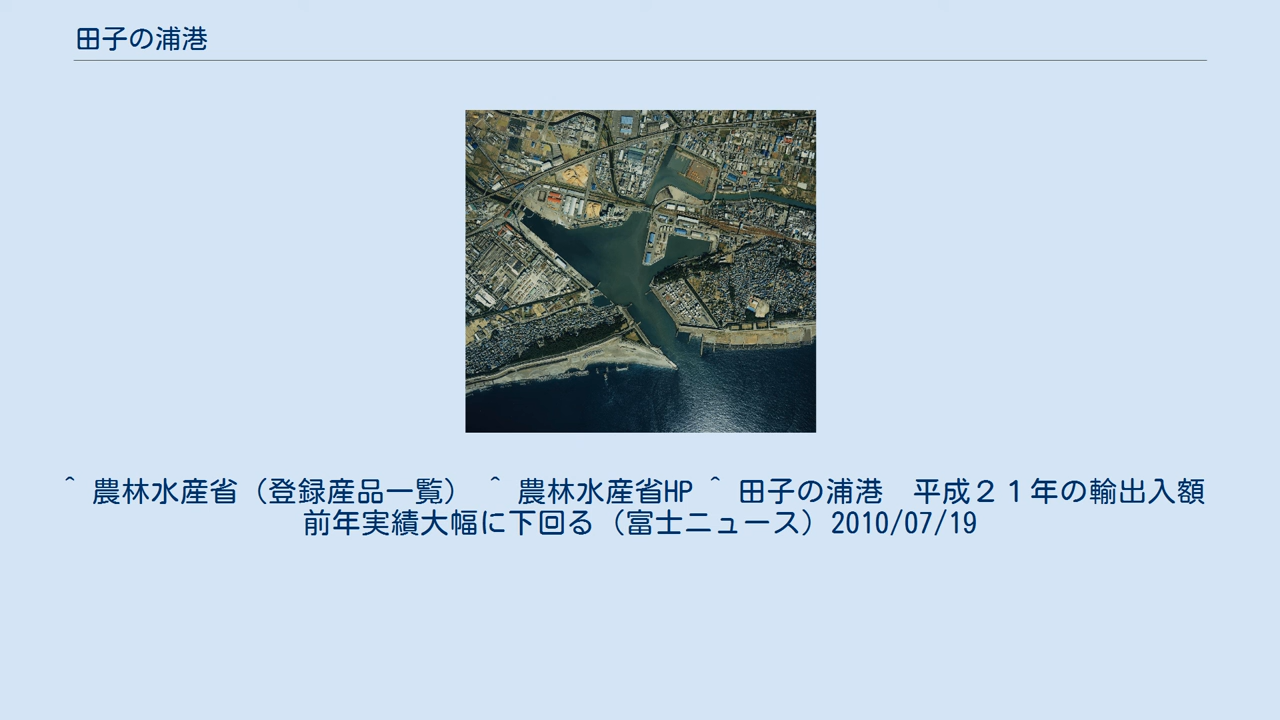 田子の浦港
^ 農林水産省（登録産品一覧） ^ 農林水産省HP ^ 田子の浦港　平成２１年の輸出入額
前年実績大幅に下回る（富士ニュース）2010/07/19